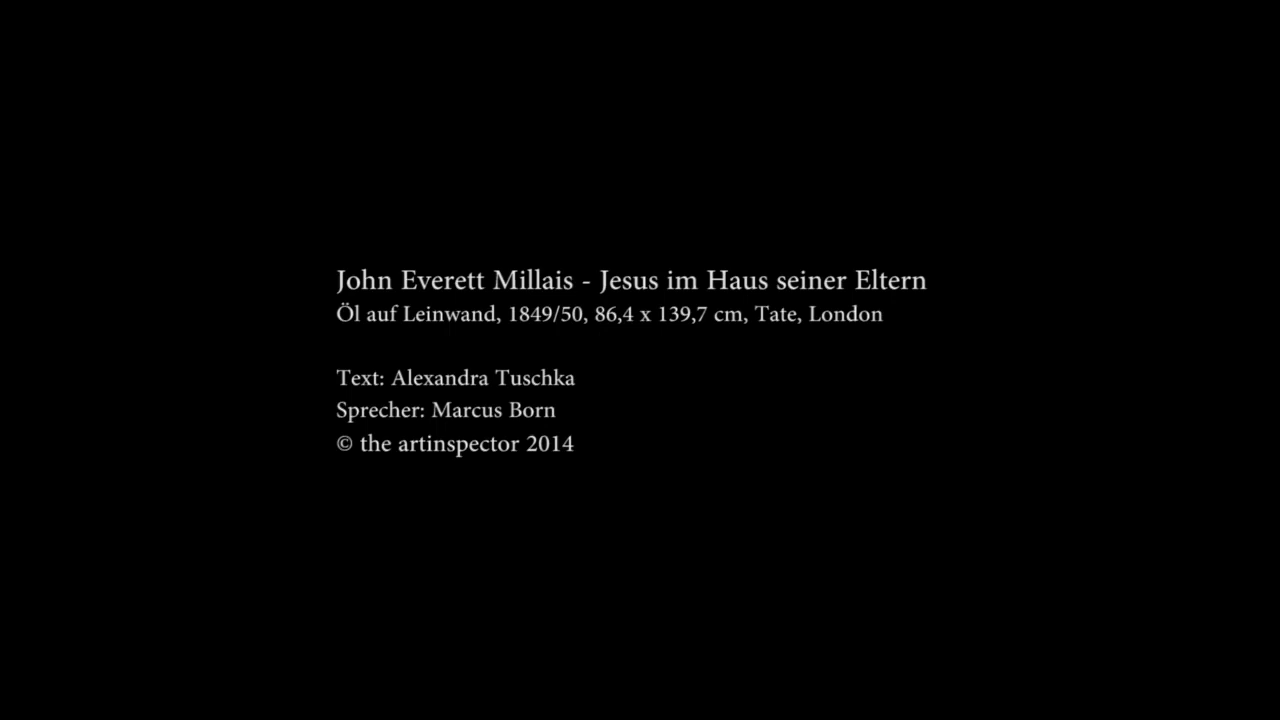 John Everett Millais - Jesus im Haus seiner Eltern
Öl auf Leinwand, 1849/50, 86,4 x 139,7 cm, Tate, London
Text: Alexandra Tuschka
Sprecher: Marcus Born
© the artinspector 2014